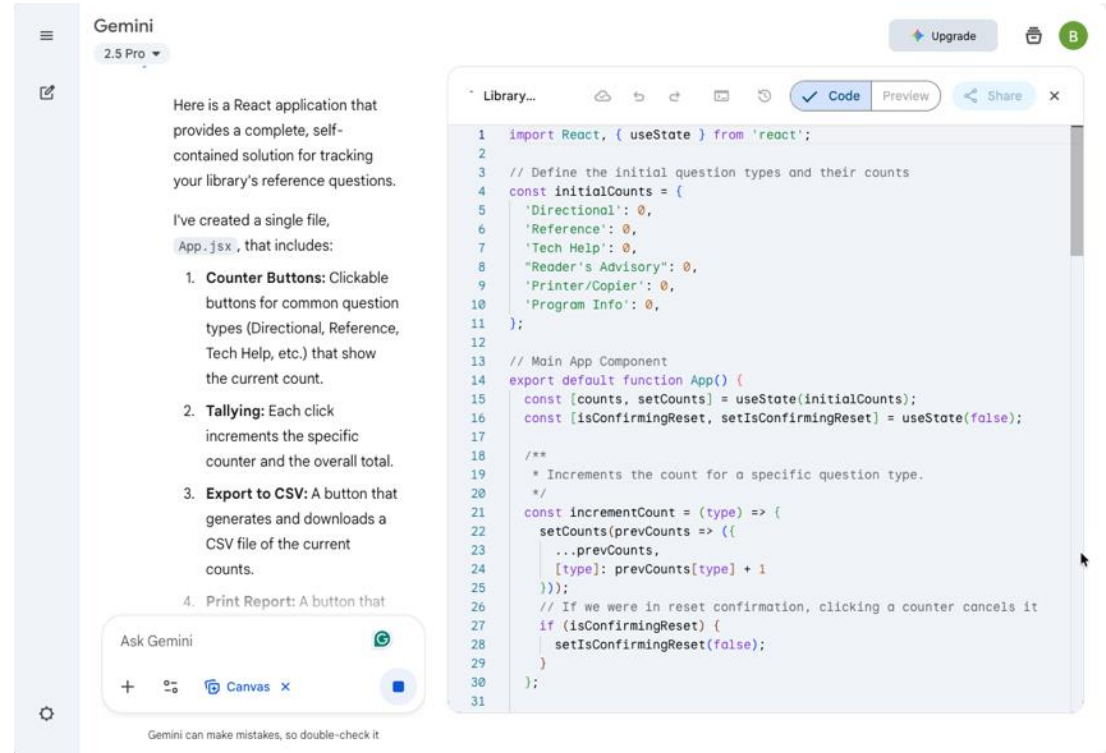 Gemini
2.5 Pro
Upgrade
B
Here is a React application that
provides a complete, self-
contained solution for tracking
your library's reference questions.
I've created a single file,
App.jsx, that includes:
1. Counter Buttons: Clickable
buttons for common question
types (Directional, Reference,
Tech Help, etc.) that show
the current count.
2. Tallying: Each click
increments the specific
counter and the overall total.
3. Export to CSV: A button that
generates and downloads a
CSV file of the current
counts.
4. Print Report: A button that
Ask Gemini
G
Canvas
Gemini can make mistakes, so double-check it
Library...
Code
Preview
Share
1 import React, { useState } from 'react';
2
3 // Define the initial question types and their counts
4 const initialCounts = {
5 'Directional': 0,
6 'Reference': 0,
7 'Tech Help': 0,
8 "Reader's Advisory": 0,
9 'Printer/Copier': 0,
10 'Program Info': 0,
11 };
12
13 // Main App Component
14 export default function App() {
15 const [counts, setCounts] = useState(initialCounts);
16 const [isConfirmingReset, setIsConfirmingReset] = useState(false);
17
18 /**
19 * Increments the count for a specific question type.
20 */
21 const incrementCount = (type) => {
22 setCounts(prevCounts => ({
23 ...prevCounts,
24 [type]: prevCounts[type] + 1
25 }));
26 // If we were in reset confirmation, clicking a counter cancels it
27 if (isConfirmingReset) {
28 setIsConfirmingReset(false);
29 }
30 };
31